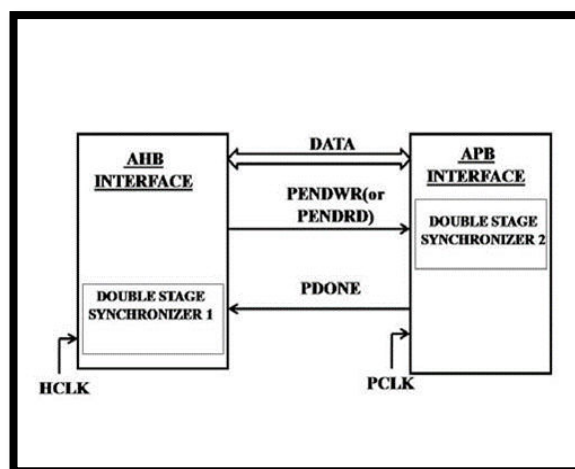 AHB
INTERFACE
DATA
APB
INTERFACE
PENDWR(or
PENDRD)
DOUBLE STAGE
SYNCHRONIZER 2
DOUBLE STAGE
SYNCHRONIZER 1
PDONE
HCLK
PCLK